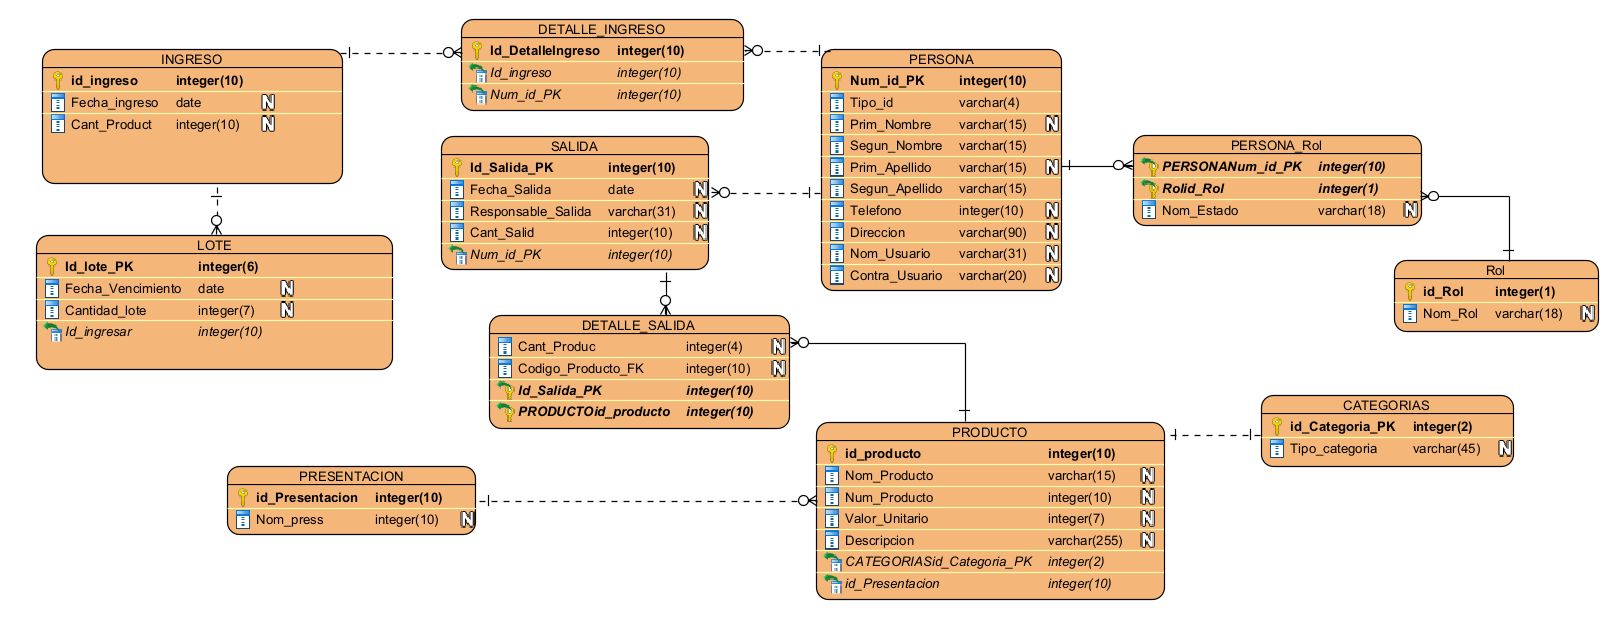 INGRESO
id_ingreso integer(10)
Fecha_ingreso date N
Cant_Product integer(10) N
DETALLE_INGRESO
Id_DetalleIngreso integer(10)
Id_ingreso integer(10)
Num_id_PK integer(10)
PERSONA
Num_id_PK integer(10)
Tipo_id varchar(4)
Prim_Nombre varchar(15) N
Segun_Nombre varchar(15)
Prim_Apellido varchar(15) N
Segun_Apellido varchar(15)
Telefono integer(10) N
Direccion varchar(90) N
Nom_Usuario varchar(31) N
Contra_Usuario varchar(20) N
SALIDA
Id_Salida_PK integer(10)
Fecha_Salida date N
Responsable_Salida varchar(31) N
Cant_Salid integer(10) N
Num_id_PK integer(10)
PERSONA_Rol
PERSONANum_id_PK integer(10)
Rolid_Rol integer(1)
Nom_Estado varchar(18) N
LOTE
Id_lote_PK integer(6)
Fecha_Vencimiento date N
Cantidad_lote integer(7) N
Id_ingresar integer(10)
Rol
id_Rol integer(1)
Nom_Rol varchar(18) N
DETALLE_SALIDA
Cant_Produc integer(4) N
Codigo_Producto_FK integer(10) N
Id_Salida_PK integer(10)
PRODUCTOid_producto integer(10)
CATEGORIAS
id_Categoria_PK integer(2)
Tipo_categoria varchar(45) N
PRODUCTO
id_producto integer(10)
Nom_Producto varchar(15) N
Num_Producto integer(10) N
Valor_Unitario integer(7) N
Descripcion varchar(255) N
CATEGORIASid_Categoria_PK integer(2)
id_Presentacion integer(10)
PRESENTACION
id_Presentacion integer(10)
Nom_press integer(10) N